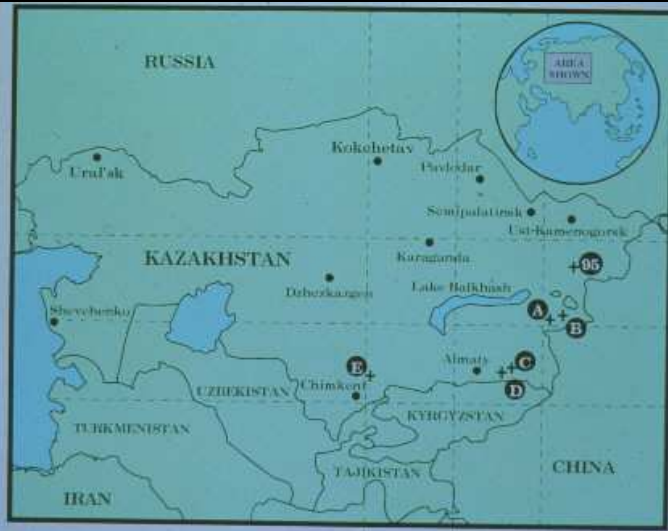 RUSSIA
AREA
SHOWN
Kokchetav
Ural'sk
Pavlodar
Semipalatinsk
Ust-Kamenogorsk
Karaganda
KAZAKHSTAN
95
Dzhezkazgan
Lake Balkhash
Shevchenko
A
B
E
Almaty
C
UZBEKISTAN
Chimkent
D
KYRGYZSTAN
TURKMENISTAN
TAJIKISTAN
CHINA
IRAN